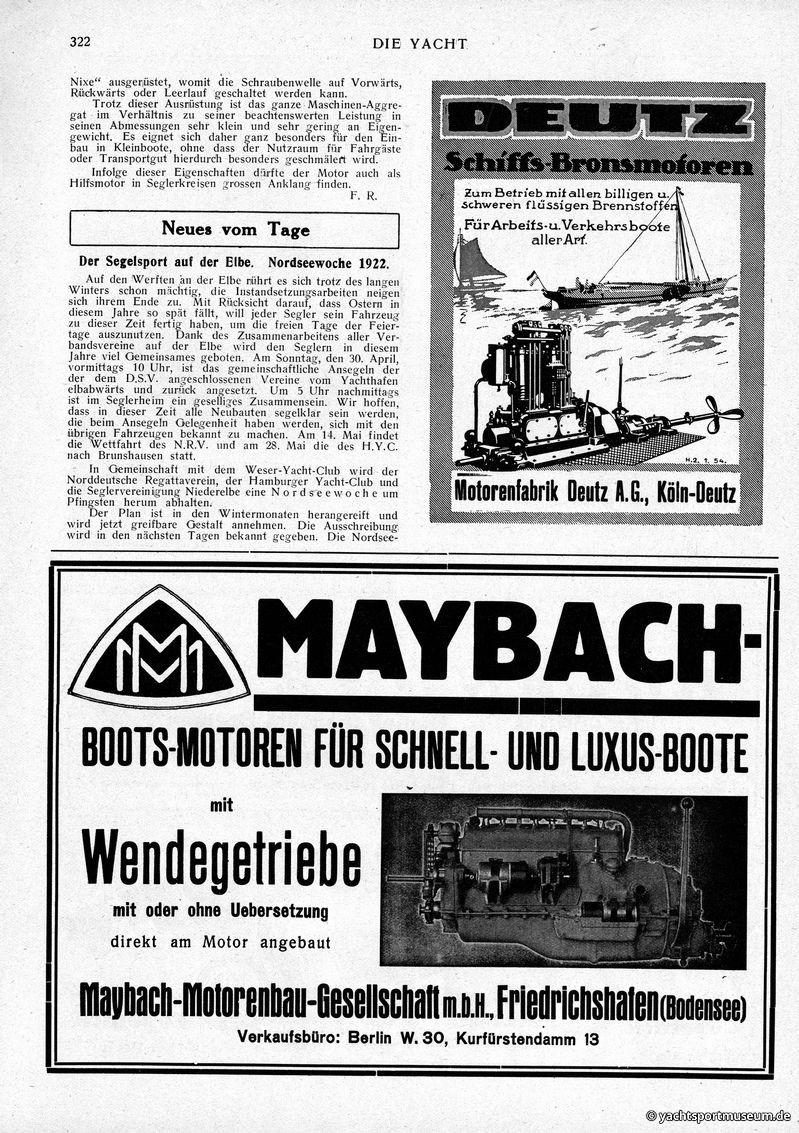 322
DIE YACHT
Nixe“ ausgerüstet, womit die Schraubenwelle auf Vorwärts,
Rückwärts oder Leerlauf geschaltet werden kann.
Trotz dieser Ausrüstung ist das ganze Maschinen-Aggre-
gat im Verhältnis zu seiner beachtenswerten Leistung in
seinen Abmessungen sehr klein und sehr gering an Eigen-
gewicht. Es eignet sich daher ganz besonders für den Ein-
bau in Kleinboote, ohne dass der Nutzraum für Fahrgäste
oder Transportgut hierdurch besonders geschmälert wird.
Infolge dieser Eigenschaften dürfte der Motor auch als
Hilfsmotor in Seglerkreisen grossen Anklang finden.
F. R.
Neues vom Tage
Der Segelsport auf der Elbe. Nordseewoche 1922.
Auf den Werften an der Elbe rührt es sich trotz des langen
Winters schon mächtig, die Instandsetzungsarbeiten neigen
sich ihrem Ende zu. Mit Rücksicht darauf, dass Ostern in
diesem Jahre so spät fällt, will jeder Segler sein Fahrzeug
zu dieser Zeit fertig haben, um die freien Tage der Feier-
tage auszunutzen. Dank des Zusammenarbeitens aller Ver-
bandsvereine auf der Elbe wird den Seglern in diesem
Jahre viel Gemeinsames geboten. Am Sonntag, den 30. April,
vormittags 10 Uhr, ist das gemeinschaftliche Ansegeln der
der dem D.S.V. angeschlossenen Vereine vom Yachthafen
elbabwärts und zurück angesetzt. Um 5 Uhr nachmittags
ist im Seglerheim ein geselliges Zusammensein. Wir hoffen,
dass in dieser Zeit alle Neubauten segelklar sein werden,
die beim Ansegeln Gelegenheit haben werden, sich mit den
übrigen Fahrzeugen bekannt zu machen. Am 14. Mai findet
die Wettfahrt des N.R.V. und am 28. Mai die des H.Y.C.
nach Brunshausen statt.
In Gemeinschaft mit dem Weser-Yacht-Club wird der
Norddeutsche Regattaverein, der Hamburger Yacht-Club und
die Seglervereinigung Niederelbe eine Nordseewoche um
Pfingsten herum abhalten.
Der Plan ist in den Wintermonaten herangereift und
wird jetzt greifbare Gestalt annehmen. Die Ausschreibung
wird in den nächsten Tagen bekannt gegeben. Die Nordsee-
DEUTZ
Schiffs-Bronsmotoren
Zum Betrieb mit allen billigen u.
schweren flüssigen Brennstoffen
Für Arbeits- u. Verkehrsboote
aller Art.
H.2. 1. 54.
Motorenfabrik Deutz A.G., Köln-Deutz
MM
MAYBACH-
BOOTS-MOTOREN FÜR SCHNELL- UND LUXUS-BOOTE
mit
Wendegetriebe
mit oder ohne Uebersetzung
direkt am Motor angebaut
Maybach-Motorenbau-Gesellschaft m.b.H., Friedrichshafen (Bodensee)
Verkaufsbüro: Berlin W. 30, Kurfürstendamm 13
© yachtsportmuseum.de